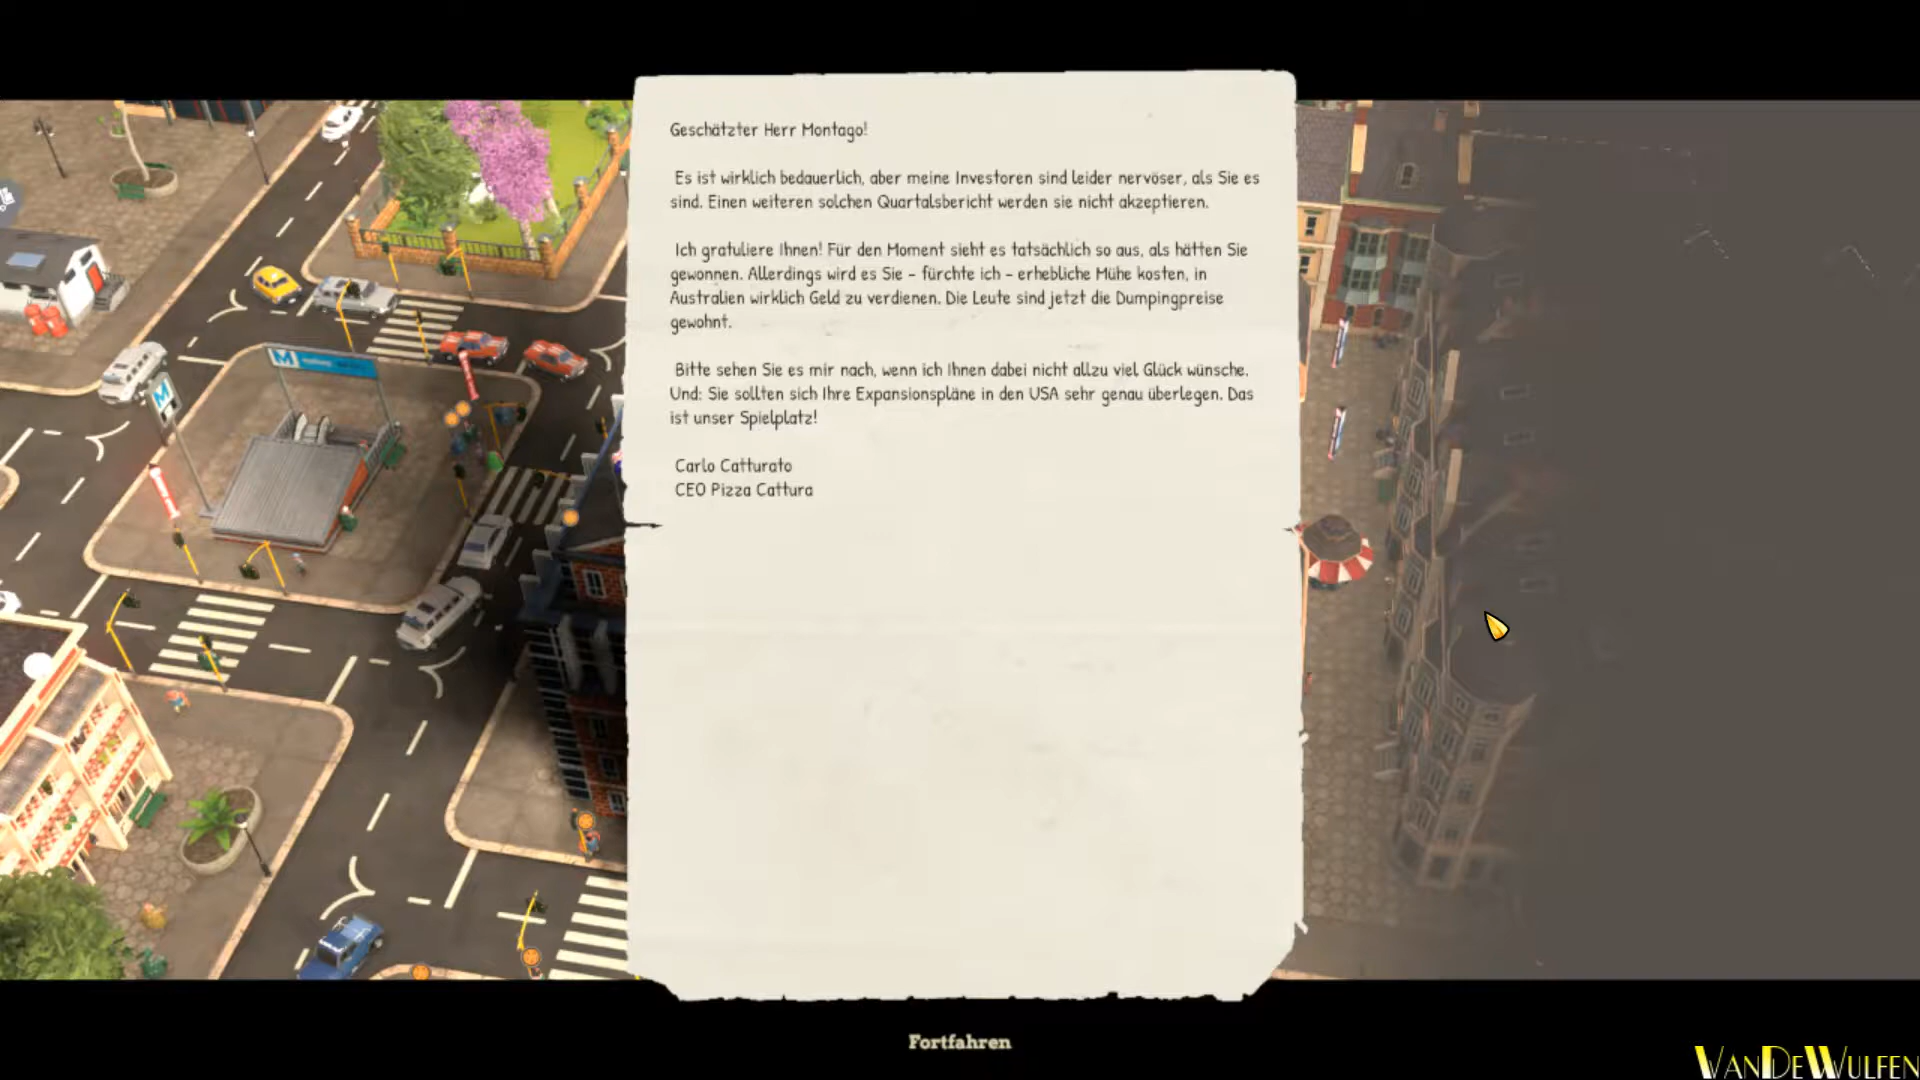 Geschätzter Herr Montago!
Es ist wirklich bedauerlich, aber meine Investoren sind leider nervöser, als Sie es
sind. Einen weiteren solchen Quartalsbericht werden sie nicht akzeptieren.
Ich gratuliere Ihnen! Für den Moment sieht es tatsächlich so aus, als hätten Sie
gewonnen. Allerdings wird es Sie - fürchte ich - erhebliche Mühe kosten, in
Australien wirklich Geld zu verdienen. Die Leute sind jetzt die Dumpingpreise
gewohnt.
Bitte sehen Sie es mir nach, wenn ich Ihnen dabei nicht allzu viel Glück wünsche.
Und: Sie sollten sich Ihre Expansionspläne in den USA sehr genau überlegen. Das
ist unser Spielplatz!
Carlo Catturato
CEO Pizza Cattura
M
M
Fortfahren
VANDEWULFEN